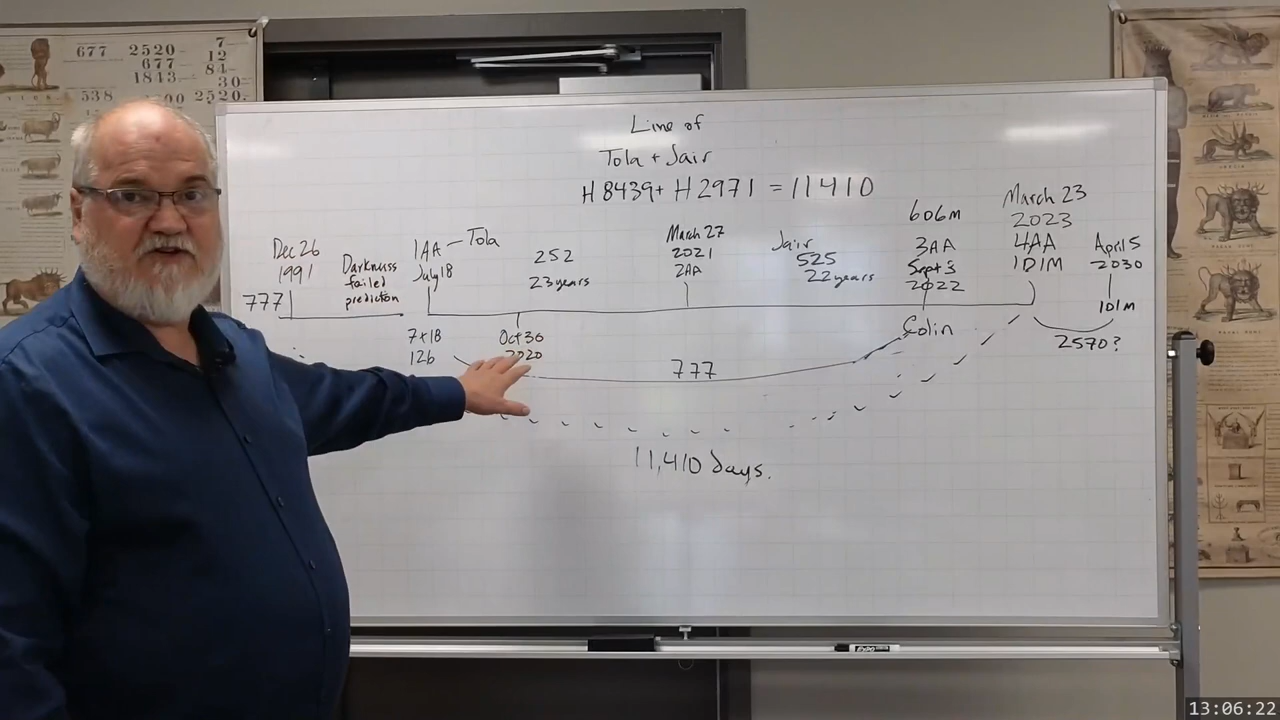 677 2520 7
677 12
1843 84
30
538 2520
Line of
Tola + Jair
H8439 + H2971 = 11410
Dec 26
1991
777
Darkness
failed
prediction
1AA - Tola
July 18
252
23 years
March 27
2021
2AA
Jair
525
22 years
606m
3AA
Sept 3
2022
March 23
2023
4AA
1D1M
April 5
2030
1D1M
7x18
126
Oct 30
2020
777
Colin
2570?
11,410 days.
EXPO
13:06:22